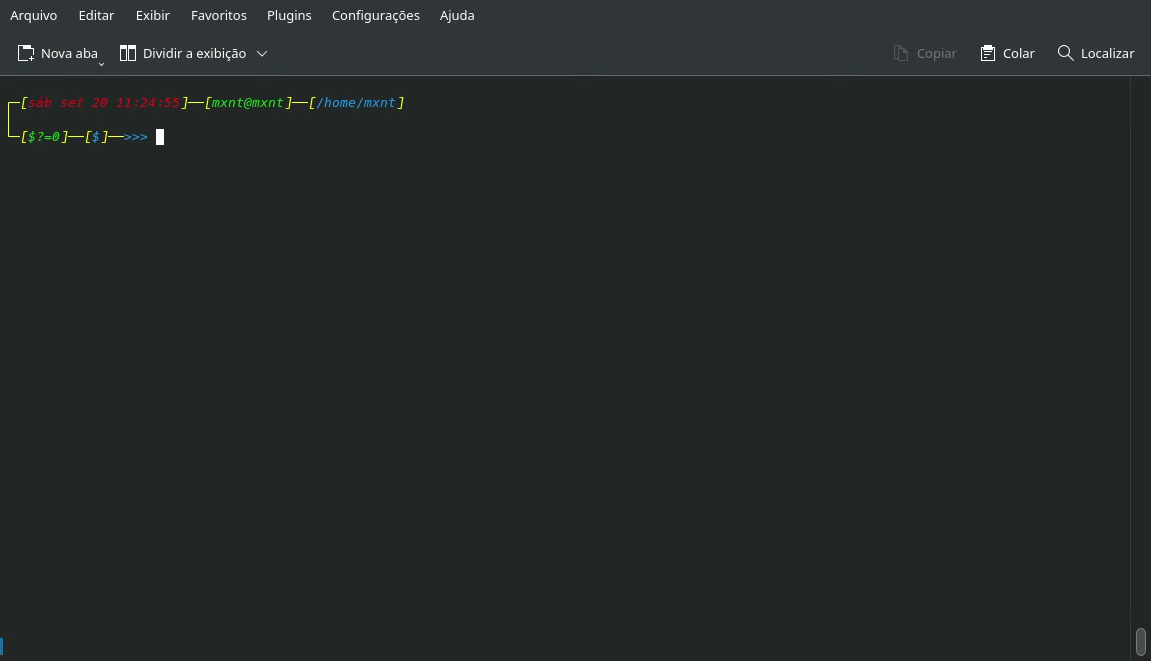 Arquivo Editar Exibir Favoritos Plugins Configurações Ajuda
Nova aba Dividir a exibição Copiar Colar Localizar
┌─[sáb set 20 11:24:55]──[mxnt@mxnt]──[/home/mxnt]
└─[$?=0]──[$]──>>>